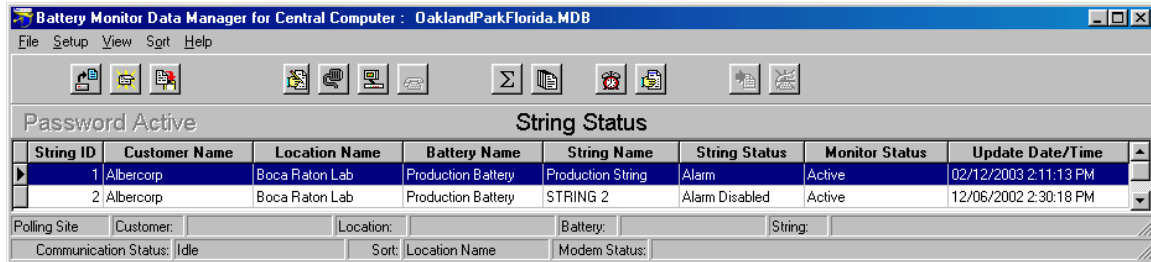 Battery Monitor Data Manager for Central Computer : OaklandParkFlorida.MDB
File Setup View Sort Help
Password Active String Status
String ID Customer Name Location Name Battery Name String Name String Status Monitor Status Update Date/Time
1 Albercorp Boca Raton Lab Production Battery Production String Alarm Active 02/12/2003 2:11:13 PM
2 Albercorp Boca Raton Lab Production Battery STRING 2 Alarm Disabled Active 12/06/2002 2:30:18 PM
Polling Site Customer: Location: Battery: String:
Communication Status: Idle Sort: Location Name Modem Status: